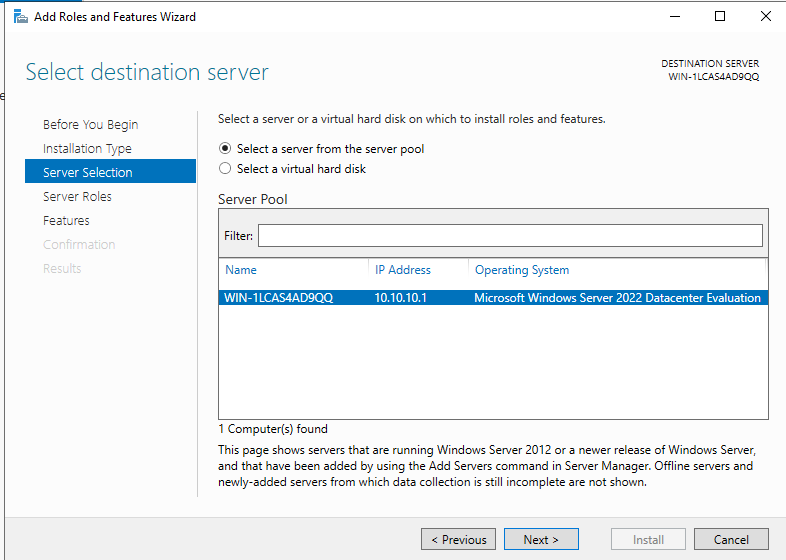 Add Roles and Features Wizard
Select destination server
DESTINATION SERVER
WIN-1LCAS4AD9QQ
Before You Begin
Installation Type
Server Selection
Server Roles
Features
Confirmation
Results
Select a server or a virtual hard disk on which to install roles and features.
Select a server from the server pool
Select a virtual hard disk
Server Pool
Filter:
Name IP Address Operating System
WIN-1LCAS4AD9QQ 10.10.10.1 Microsoft Windows Server 2022 Datacenter Evaluation
1 Computer(s) found
This page shows servers that are running Windows Server 2012 or a newer release of Windows Server,
and that have been added by using the Add Servers command in Server Manager. Offline servers and
newly-added servers from which data collection is still incomplete are not shown.
< Previous Next > Install Cancel